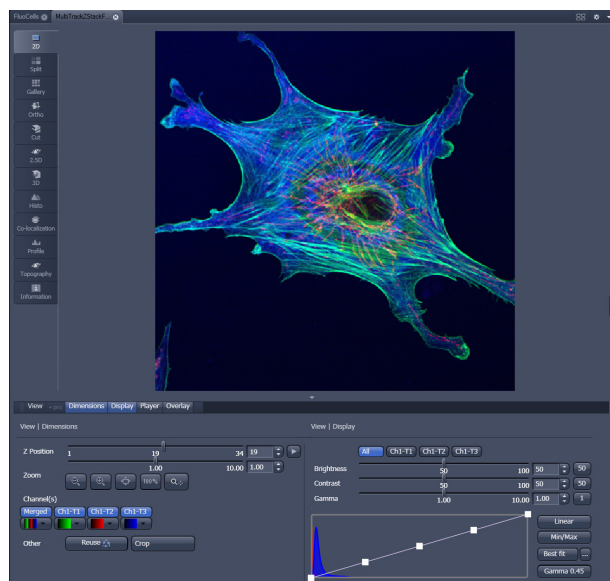 FluoCells MultiTrackZStackF...
2D
Split
Gallery
Ortho
Cut
2.5D
3D
Histo
Co-localization
Profile
Topography
Information
View Dimensions Display Player Overlay
View | Dimensions
Z Position 1 19 34 19
Zoom 1.00 10.00 1.00
100%
Channel(s)
Merged Ch1-T1 Ch1-T2 Ch1-T3
Other Reuse Crop
View | Display
All Ch1-T1 Ch1-T2 Ch1-T3
Brightness 50 100 50 50
Contrast 50 100 50 50
Gamma 1.00 10.00 1.00 1
Linear
Min/Max
Best fit ...
Gamma 0.45